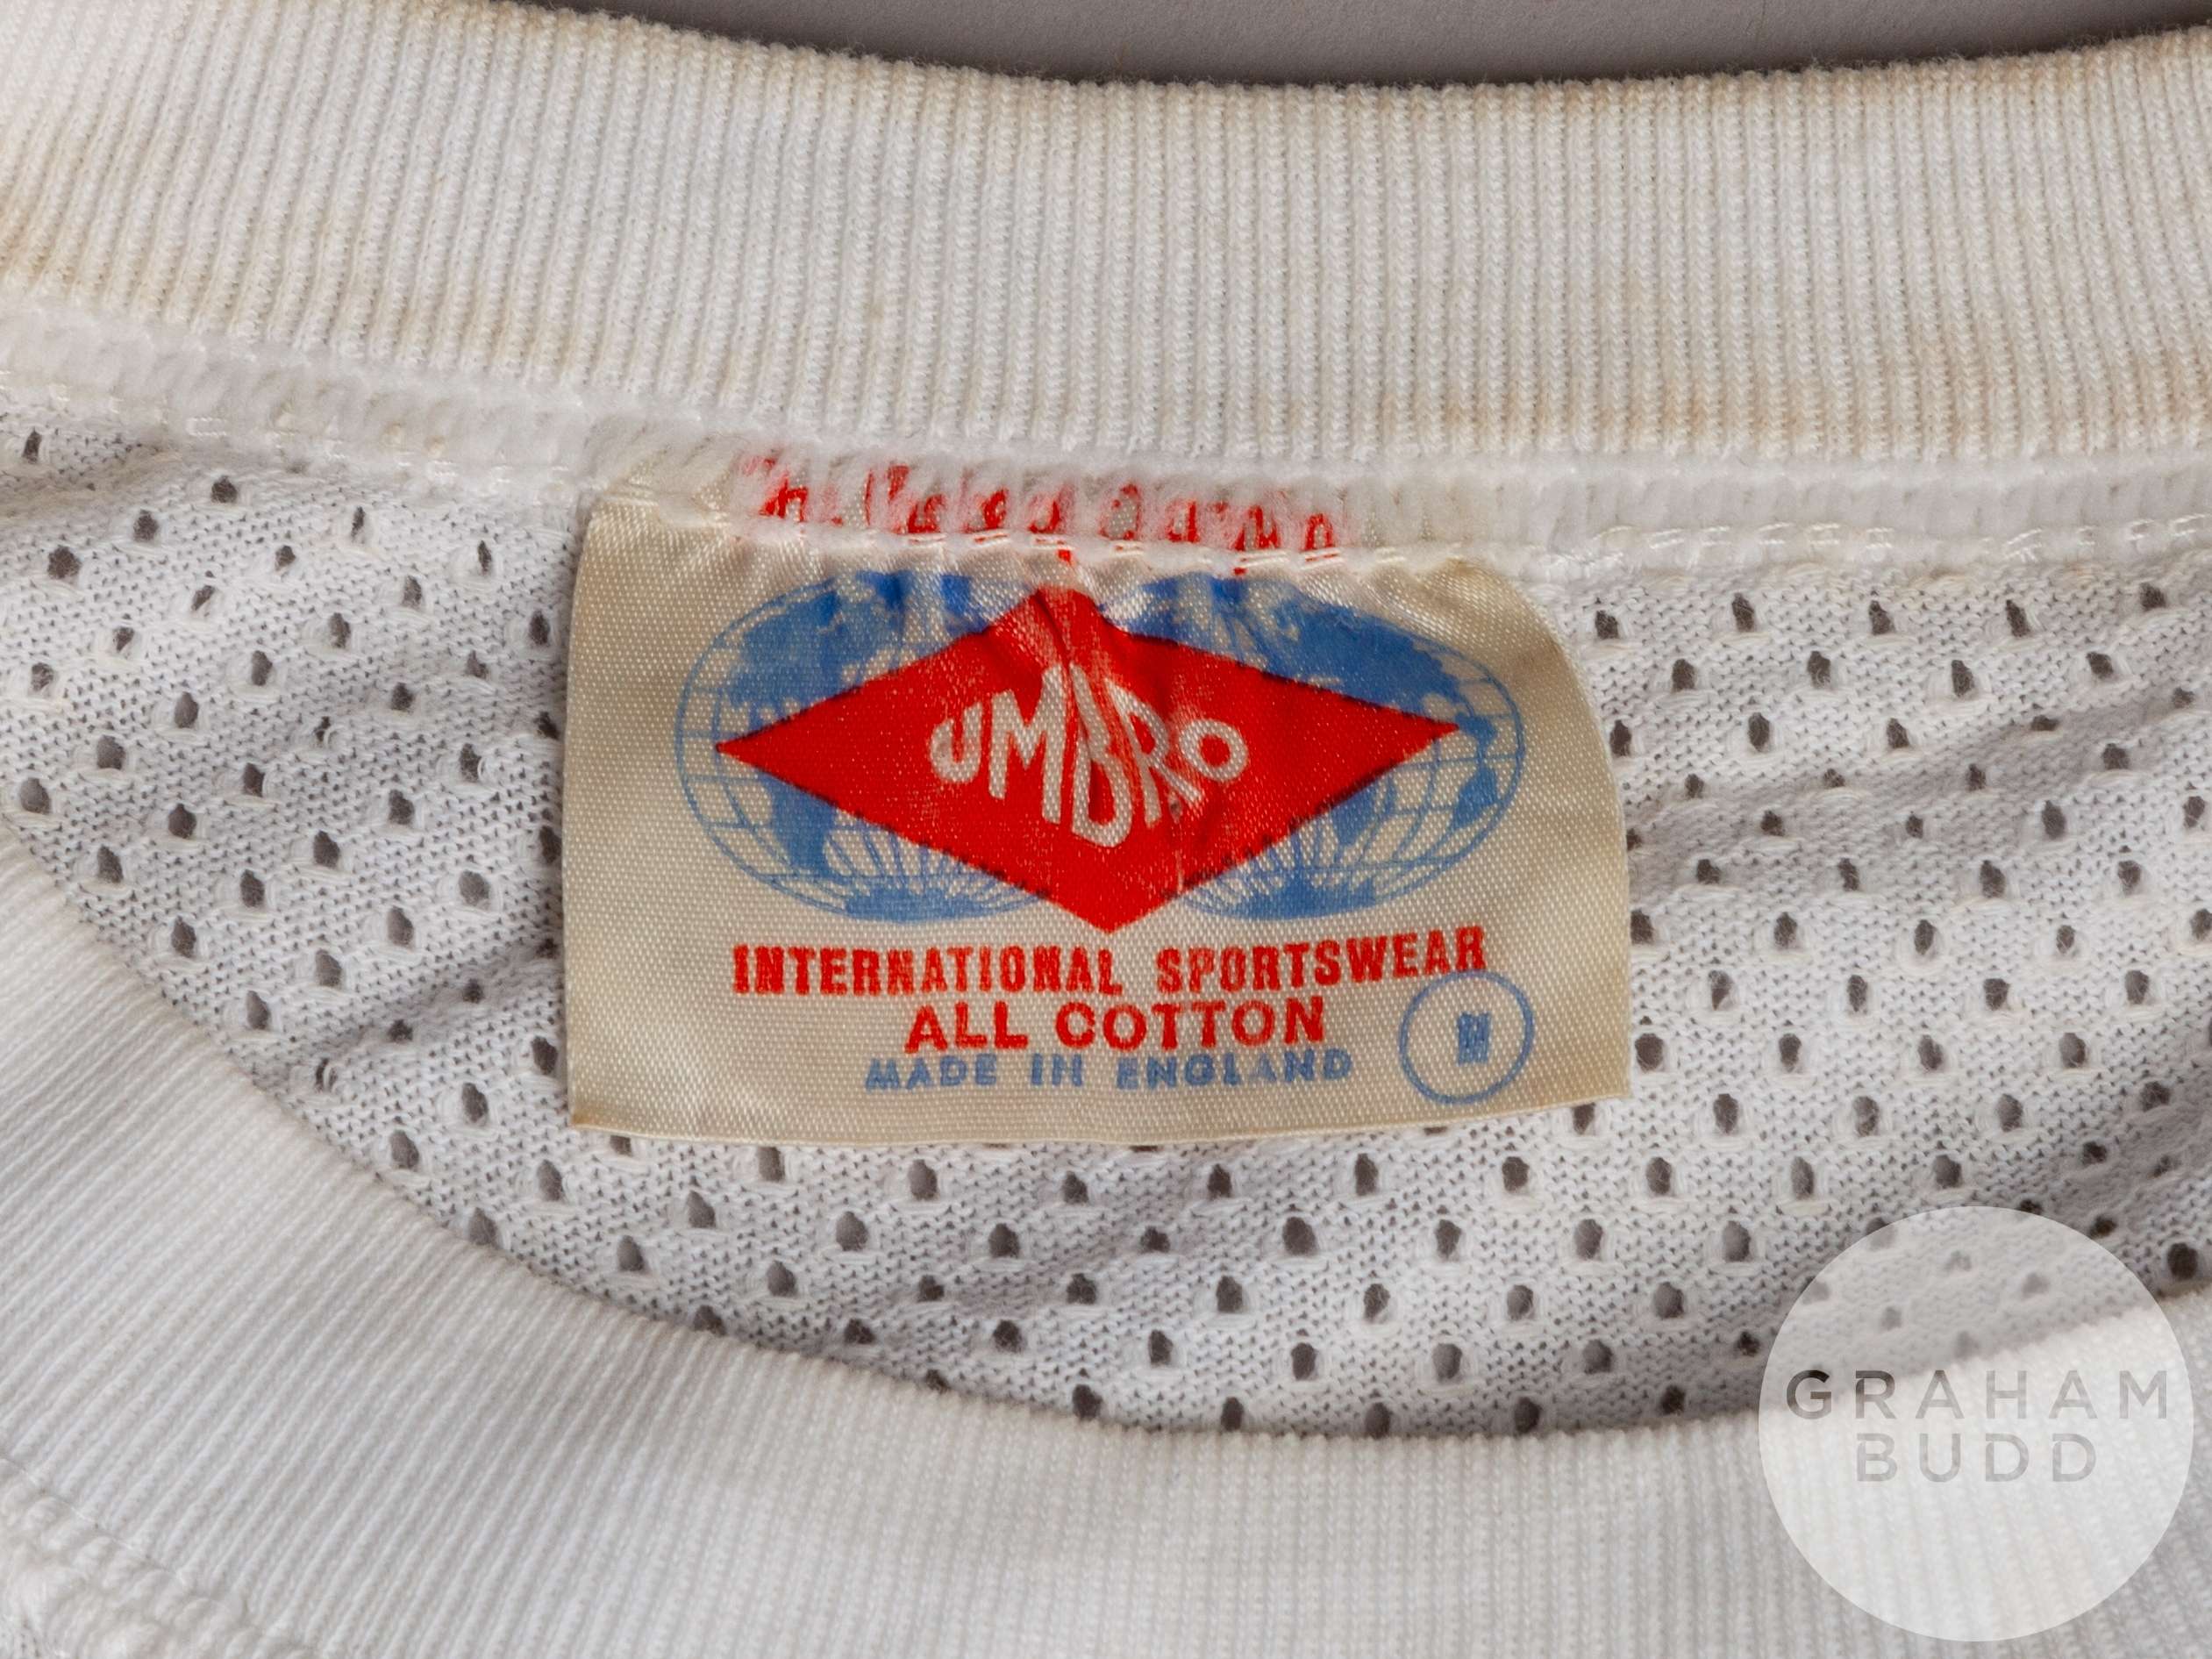 UMBRO
INTERNATIONAL SPORTSWEAR
ALL COTTON
MADE IN ENGLAND
GRAHAM
BUDD